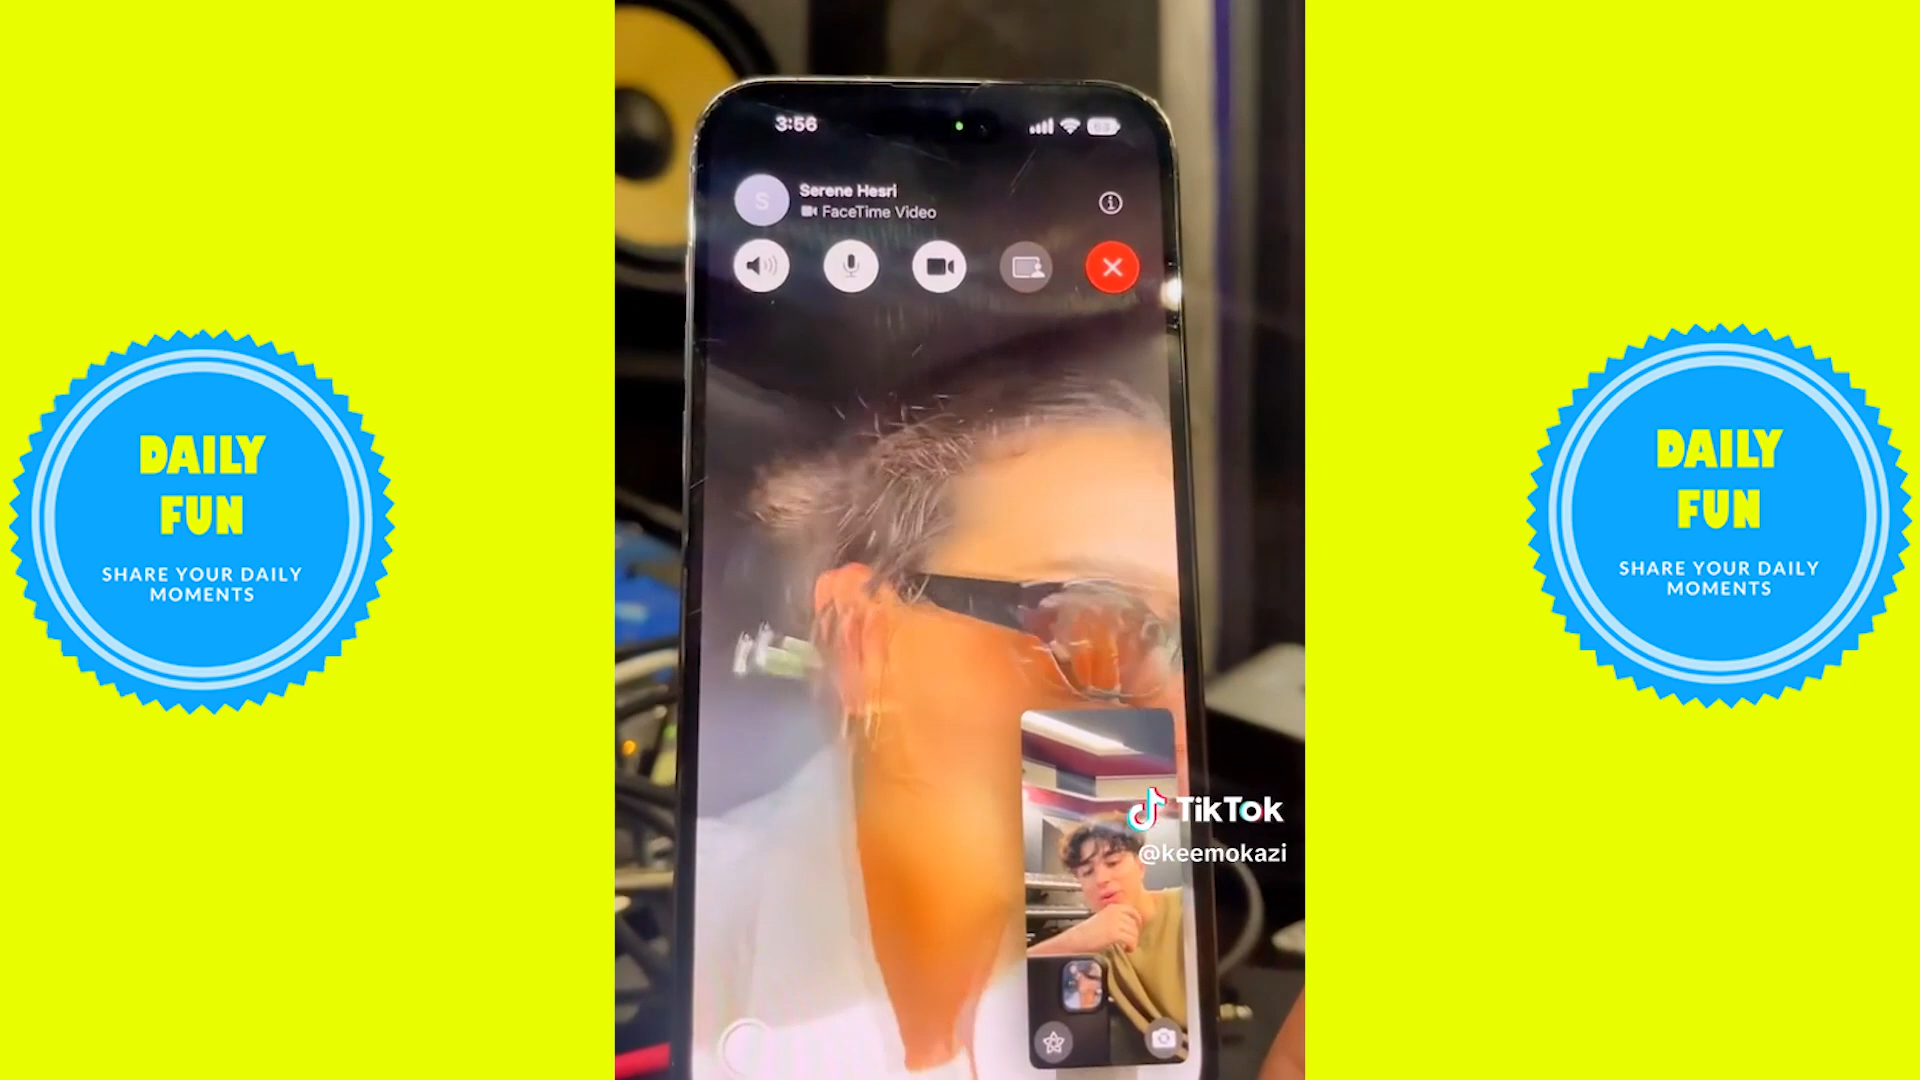 3:56
S
Serene Hesri
FaceTime Video
DAILY
FUN
SHARE YOUR DAILY
MOMENTS
DAILY
FUN
SHARE YOUR DAILY
MOMENTS
TikTok
@keemokazi